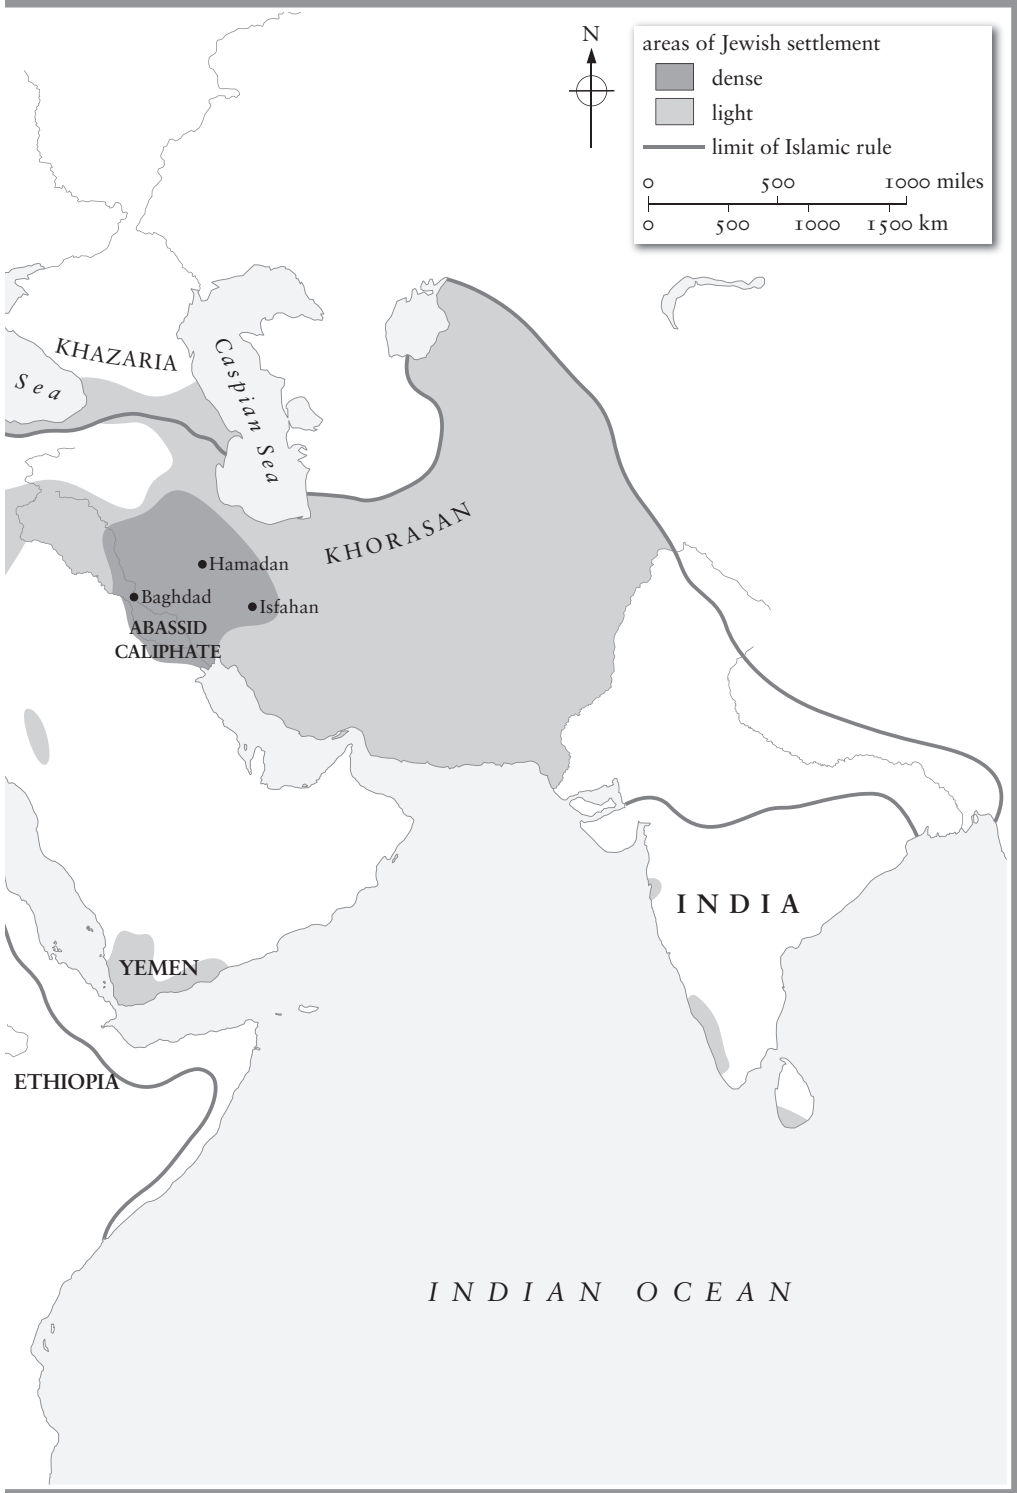 N
areas of Jewish settlement
dense
light
limit of Islamic rule
0 500 1000 miles
0 500 1000 1500 km
KHAZARIA
Sea
Caspian Sea
KHORASAN
Hamadan
Baghdad
Isfahan
ABASSID
CALIPHATE
INDIA
YEMEN
ETHIOPIA
INDIAN OCEAN